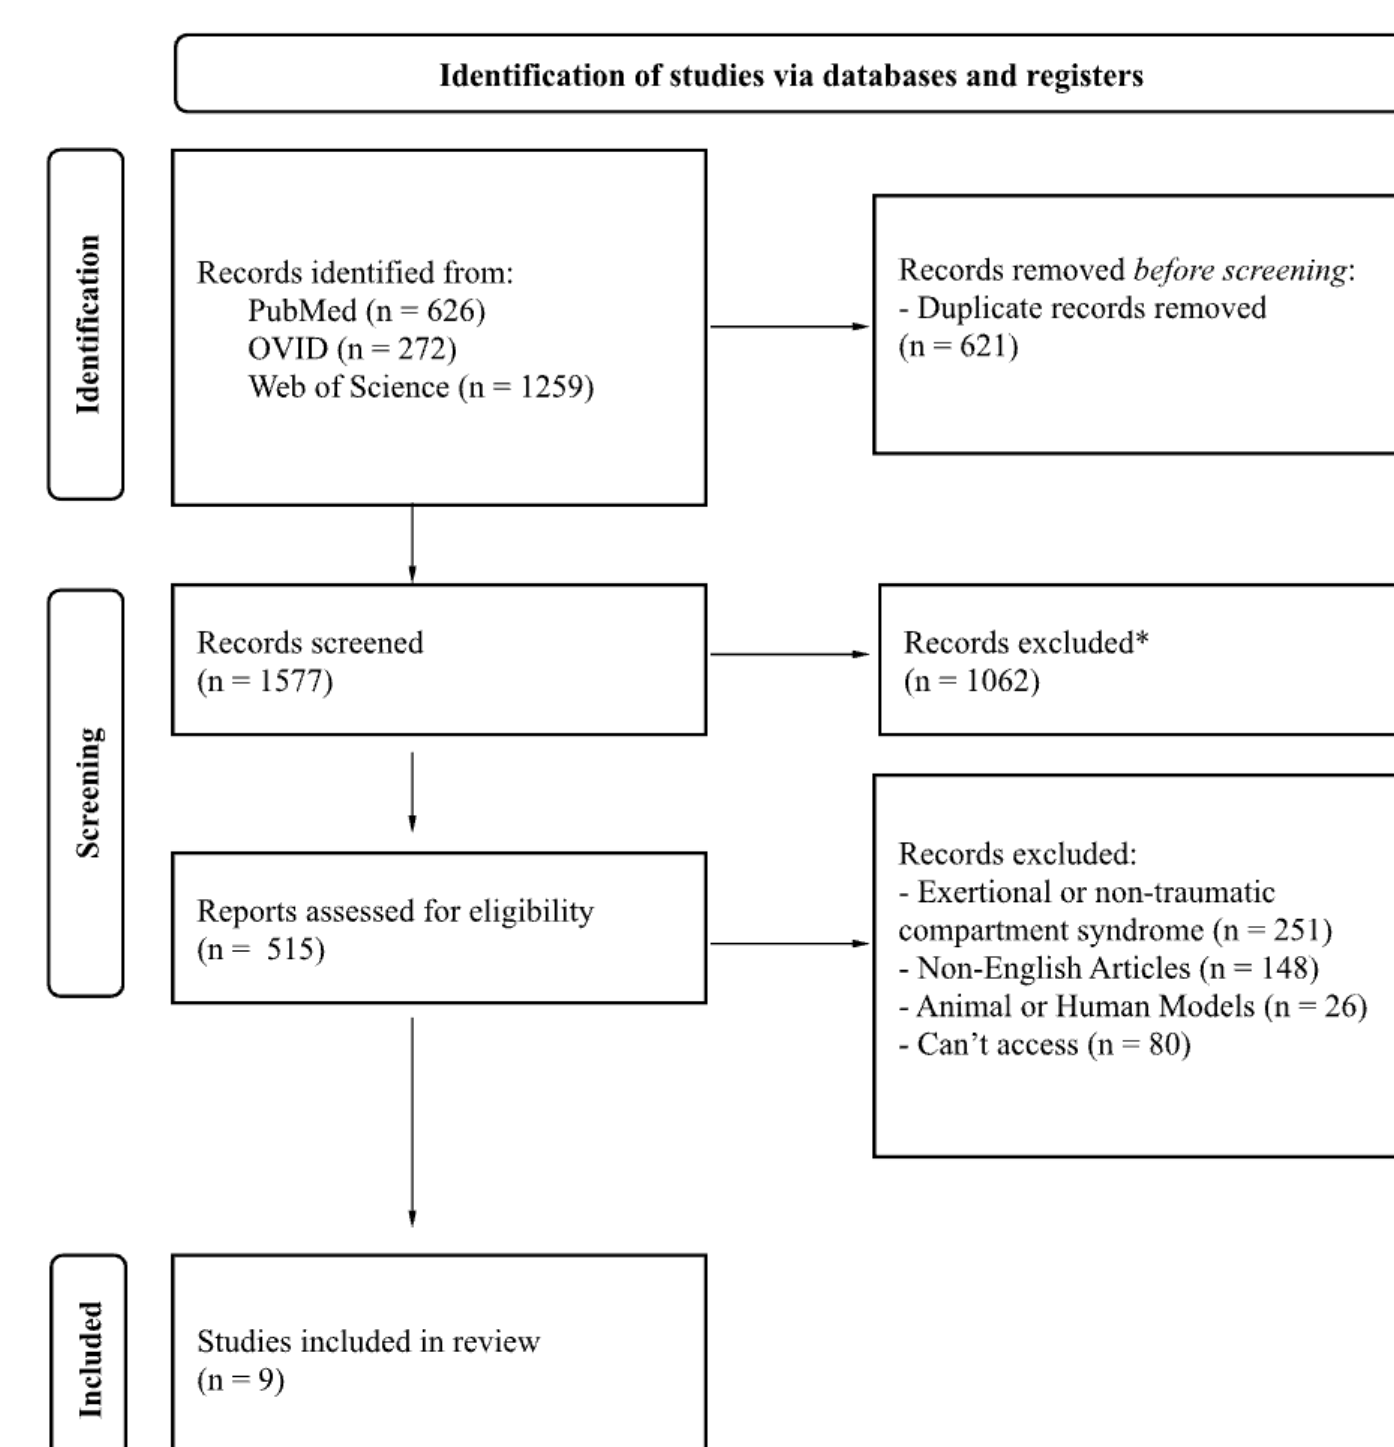 Identification of studies via databases and registers
Identification
Records identified from:
PubMed (n = 626)
OVID (n = 272)
Web of Science (n = 1259)
Records removed before screening:
- Duplicate records removed
(n = 621)
Screening
Records screened
(n = 1577)
Records excluded*
(n = 1062)
Reports assessed for eligibility
(n =  515)
Records excluded:
- Exertional or non-traumatic
compartment syndrome (n = 251)
- Non-English Articles (n = 148)
- Animal or Human Models (n = 26)
- Can’t access (n = 80)
Included
Studies included in review
(n = 9)